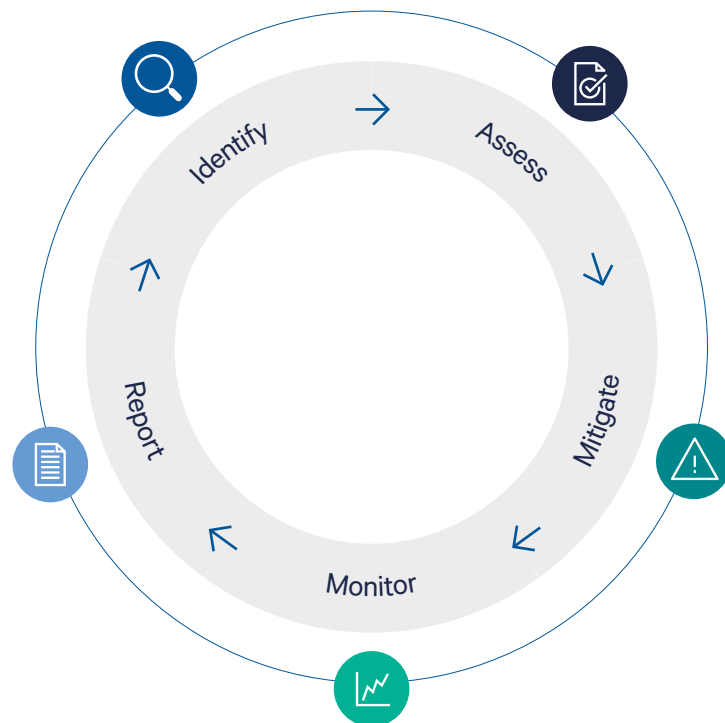 Identify
Assess
Mitigate
Monitor
Report